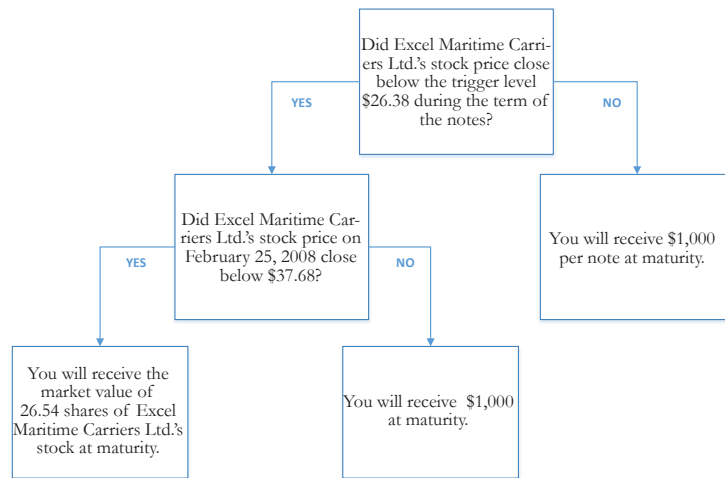 Did Excel Maritime Carri-
ers Ltd.'s stock price close
below the trigger level
$26.38 during the term of
the notes?
YES
NO
Did Excel Maritime Car-
riers Ltd.'s stock price on
February 25, 2008 close
below $37.68?
You will receive $1,000
per note at maturity.
YES
NO
You will receive the
market value of
26.54 shares of Excel
Maritime Carriers Ltd.'s
stock at maturity.
You will receive $1,000
at maturity.